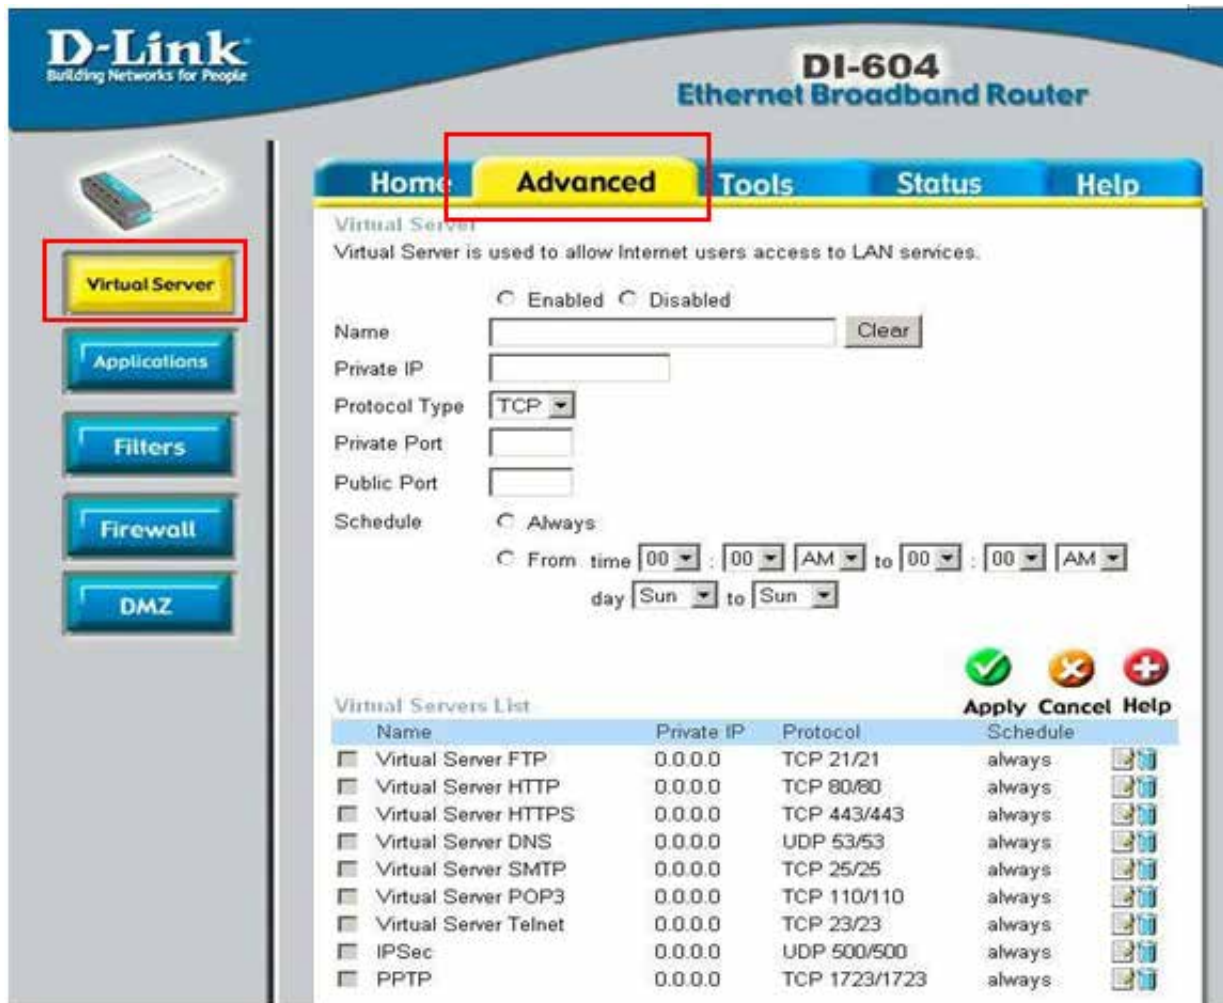 D-Link
Building Networks for People
DI-604
Ethernet Broadband Router
Home Advanced Tools Status Help
Virtual Server
Applications
Filters
Firewall
DMZ
Virtual Server
Virtual Server is used to allow Internet users access to LAN services.
Enabled Disabled
Name Clear
Private IP
Protocol Type TCP
Private Port
Public Port
Schedule Always
From time 00 : 00 AM to 00 : 00 AM
day Sun to Sun
Apply Cancel Help
Virtual Servers List
Name Private IP Protocol Schedule
Virtual Server FTP 0.0.0.0 TCP 21/21 always
Virtual Server HTTP 0.0.0.0 TCP 80/80 always
Virtual Server HTTPS 0.0.0.0 TCP 443/443 always
Virtual Server DNS 0.0.0.0 UDP 53/53 always
Virtual Server SMTP 0.0.0.0 TCP 25/25 always
Virtual Server POP3 0.0.0.0 TCP 110/110 always
Virtual Server Telnet 0.0.0.0 TCP 23/23 always
IPSec 0.0.0.0 UDP 500/500 always
PPTP 0.0.0.0 TCP 1723/1723 always